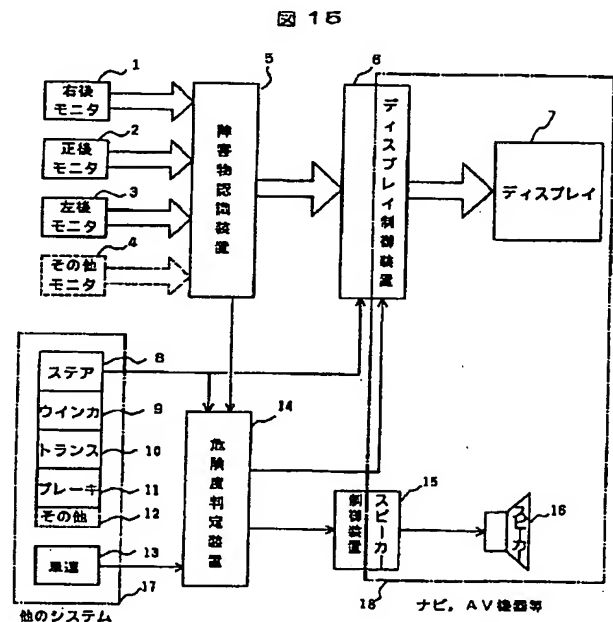 図 15
1
右後
モニタ
2
正後
モニタ
3
左後
モニタ
4
その他
モニタ
5
障害物認識装置
6
ディスプレイ制御装置
7
ディスプレイ
8
ステア
ウインカ
9
トランス
10
ブレーキ
11
その他
12
車速
13
17
他のシステム
14
危険度判定装置
15
スピーカー
制御装置
スピーカ
16
18
ナビ，AV機器等